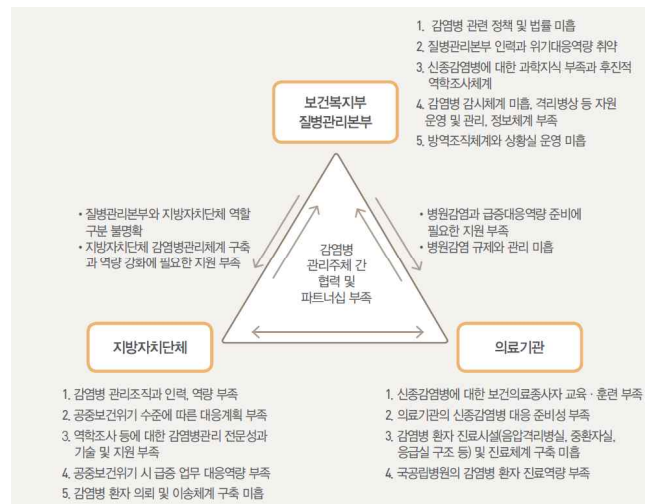 1. 감염병 관련 정책 및 법률 미흡
2. 질병관리본부 인력과 위기대응역량 취약
3. 신종감염병에 대한 과학지식 부족과 후진적
역학조사체계
4. 감염병 감시체계 미흡, 격리병상 등 자원
운영 및 관리, 정보체계 부족
5. 방역조직체계와 상황실 운영 미흡
보건복지부
질병관리본부
• 질병관리본부와 지방자치단체 역할
구분 불명확
• 지방자치단체 감염병관리체계 구축
과 역량 강화에 필요한 지원 부족
감염병
관리주체 간
협력 및
파트너십 부족
• 병원감염과 급증대응역량 준비에
필요한 지원 부족
• 병원감염 규제와 관리 미흡
지방자치단체
1. 감염병 관리조직과 인력, 역량 부족
2. 공중보건위기 수준에 따른 대응계획 부족
3. 역학조사 등에 대한 감염병관리 전문성과
기술 및 지원 부족
4. 공중보건위기 시 급증 업무 대응역량 부족
5. 감염병 환자 의뢰 및 이송체계 구축 미흡
의료기관
1. 신종감염병에 대한 보건의료종사자 교육·훈련 부족
2. 의료기관의 신종감염병 대응 준비성 부족
3. 감염병 환자 진료시설(음압격리병실, 중환자실,
응급실 구조 등) 및 진료체계 구축 미흡
4. 국공립병원의 감염병 환자 진료역량 부족